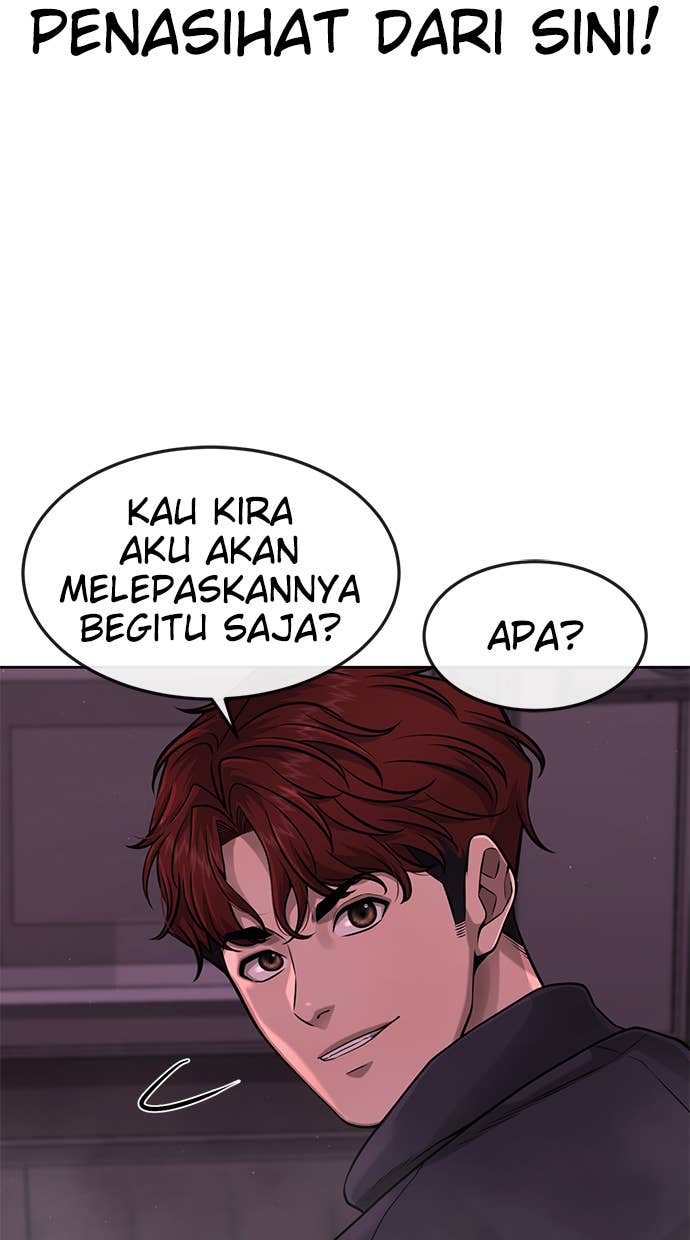 PENASIHAT DARI SINI!
KAU KIRA
AKU AKAN
MELEPASKANNYA
BEGITU SAJA?
APA?